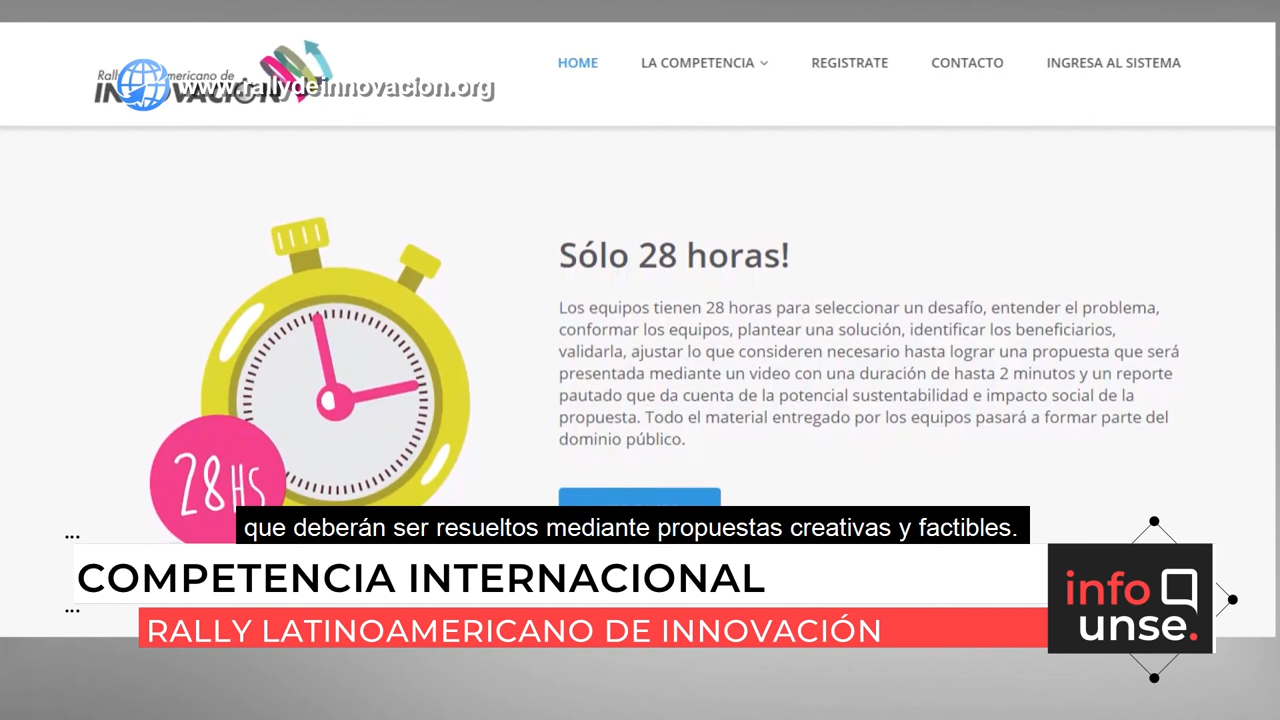 HOME
LA COMPETENCIA
REGISTRATE
CONTACTO
INGRESA AL SISTEMA
mericano de
www.rallydeinnovacion.org
Sólo 28 horas!
Los equipos tienen 28 horas para seleccionar un desafío, entender el problema,
conformar los equipos, plantear una solución, identificar los beneficiarios,
validarla, ajustar lo que consideren necesario hasta lograr una propuesta que será
presentada mediante un video con una duración de hasta 2 minutos y un reporte
pautado que da cuenta de la potencial sustentabilidad e impacto social de la
propuesta. Todo el material entregado por los equipos pasará a formar parte del
dominio público.
28HS
que deberán ser resueltos mediante propuestas creativas y factibles.
COMPETENCIA INTERNACIONAL
RALLY LATINOAMERICANO DE INNOVACIÓN
info
unse.